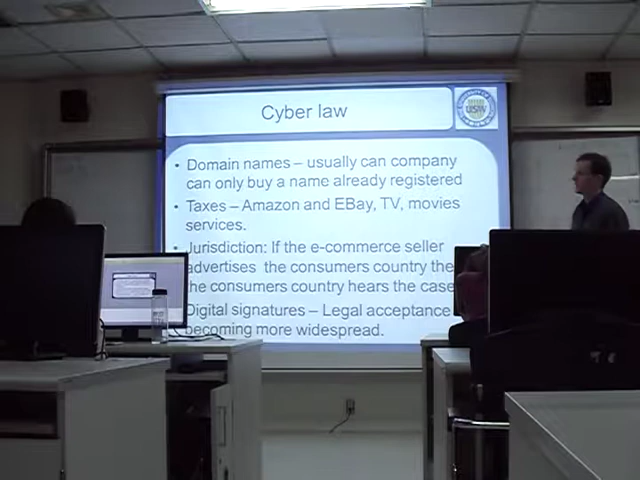 Cyber law
• Domain names – usually can company
can only buy a name already registered
• Taxes – Amazon and EBay, TV, movies
services.
• Jurisdiction: If the e-commerce seller
advertises the consumers country the
the consumers country hears the case
Digital signatures – Legal acceptance
becoming more widespread.